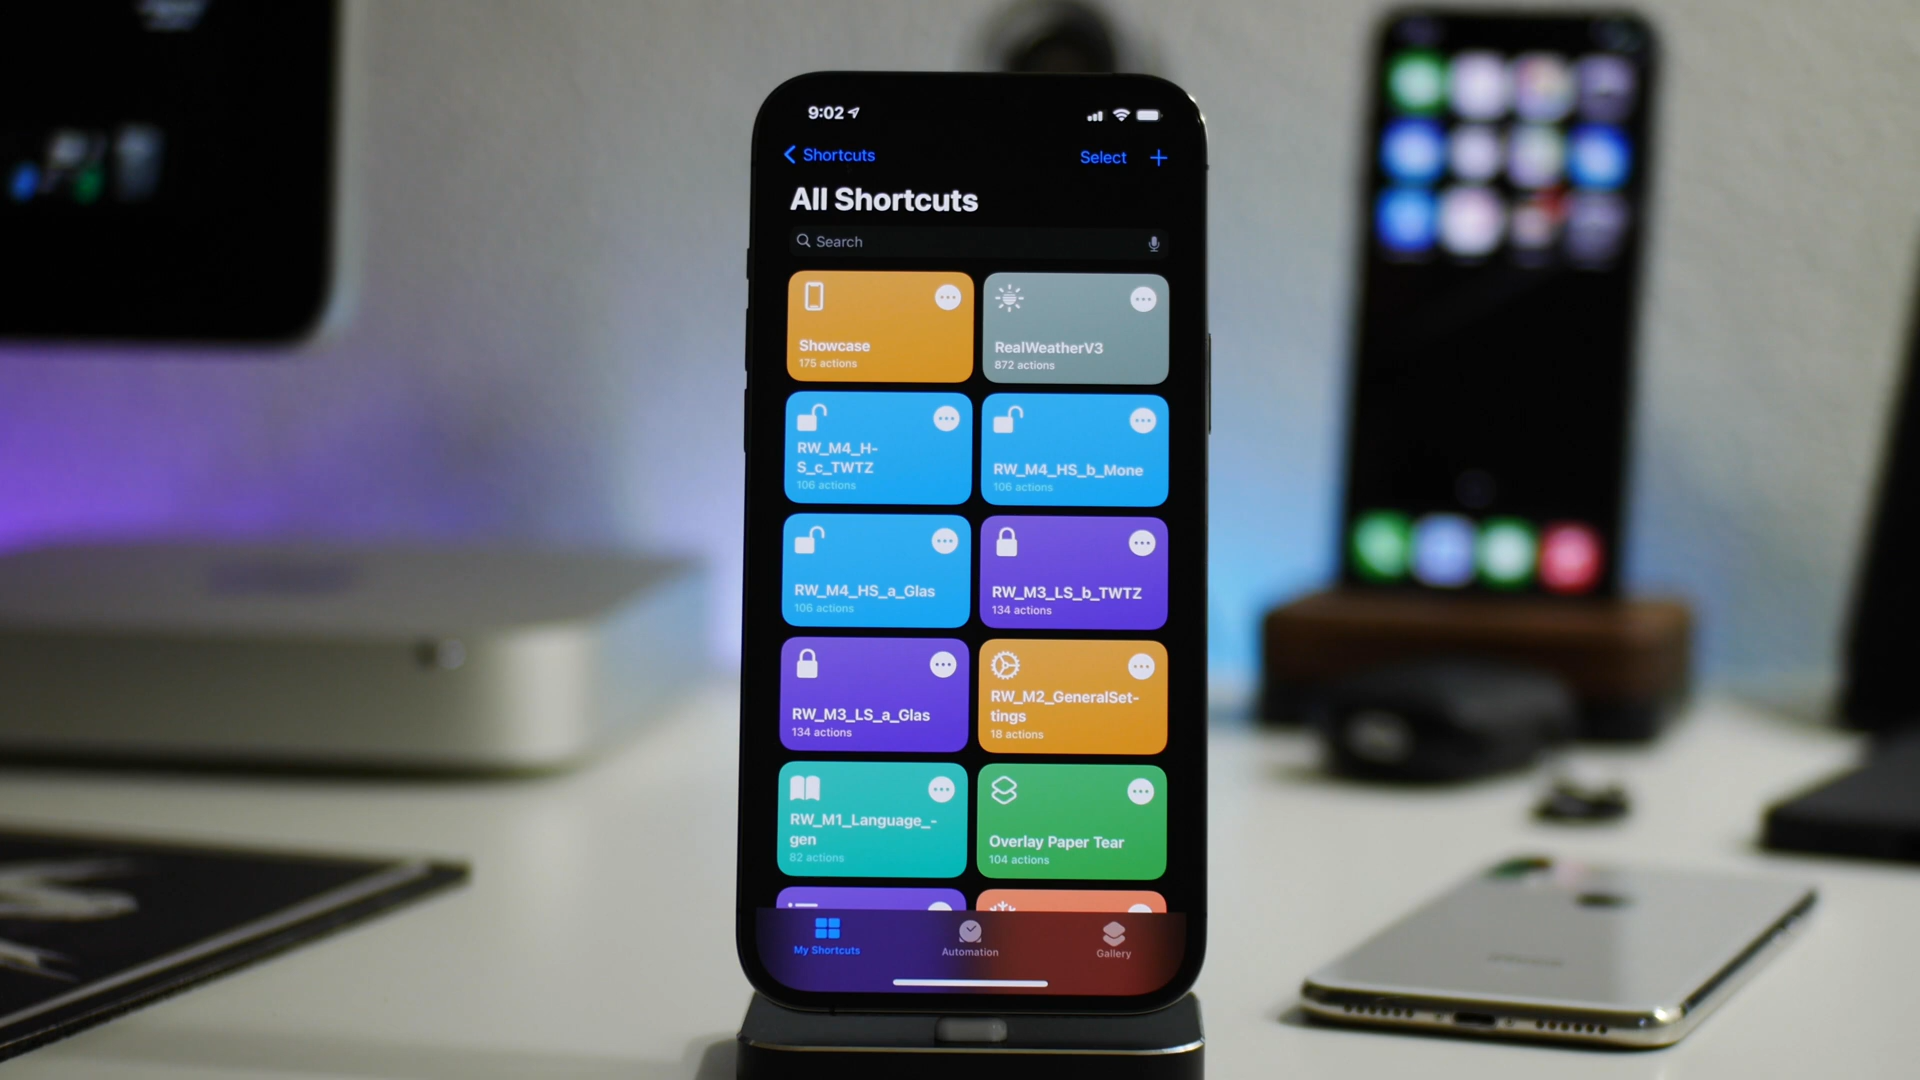 9:02
Shortcuts
Select +
All Shortcuts
Search
Showcase
175 actions
RealWeatherV3
872 actions
RW_M4_H-
S_c_TWTZ
106 actions
RW_M4_HS_b_Mone
106 actions
RW_M4_HS_a_Glas
106 actions
RW_M3_LS_b_TWTZ
134 actions
RW_M3_LS_a_Glas
134 actions
RW_M2_GeneralSet-
tings
18 actions
RW_M1_Language_-
gen
82 actions
Overlay Paper Tear
104 actions
My Shortcuts
Automation
Gallery